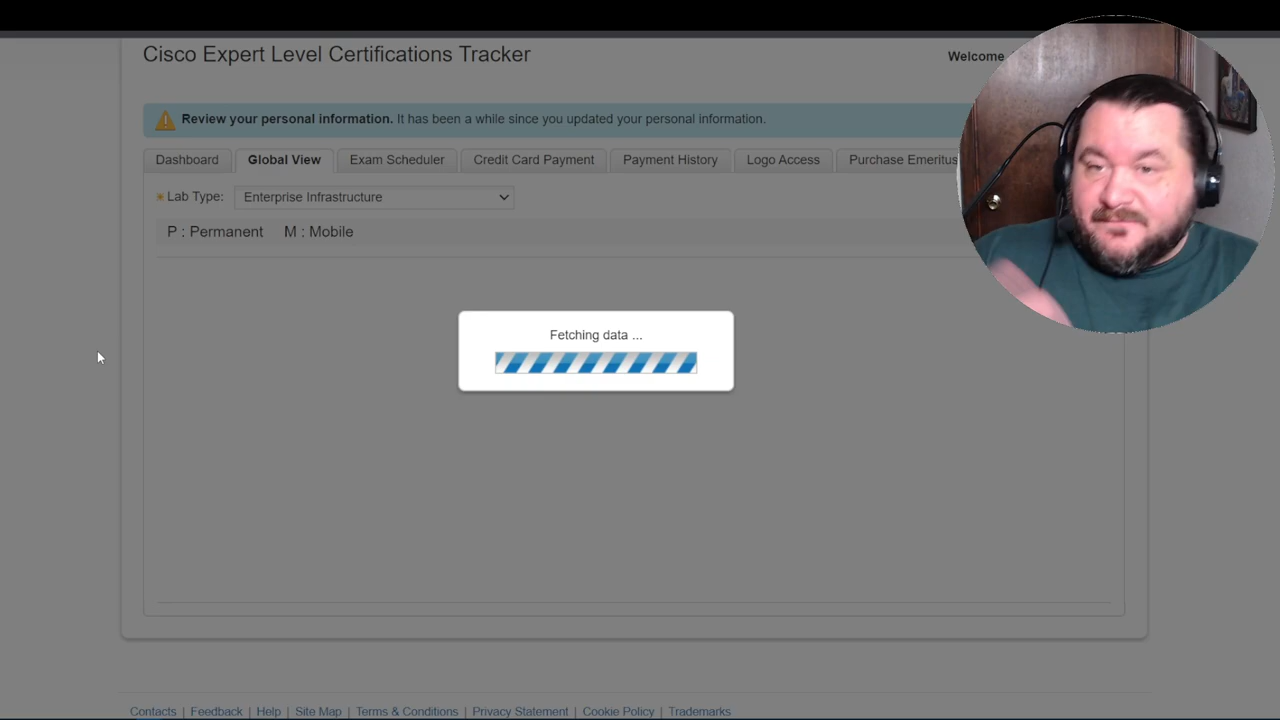 Cisco Expert Level Certifications Tracker
Welcome
Review your personal information. It has been a while since you updated your personal information.
Dashboard
Global View
Exam Scheduler
Credit Card Payment
Payment History
Logo Access
Purchase Emeritus
Lab Type: Enterprise Infrastructure
P : Permanent M : Mobile
Fetching data ...
Contacts | Feedback | Help | Site Map | Terms & Conditions | Privacy Statement | Cookie Policy | Trademarks